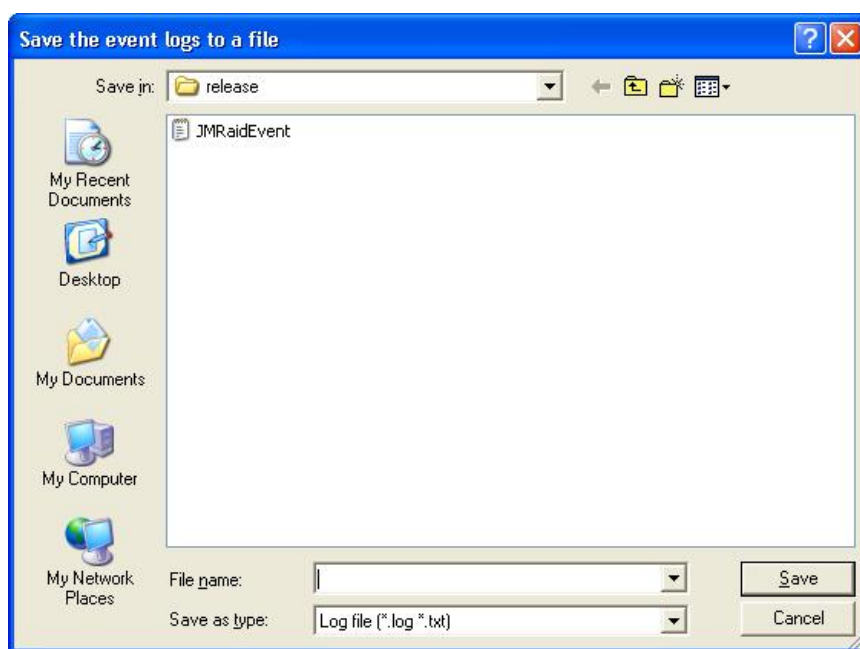 Save the event logs to a file
Save in:
release
JMRaidEvent
My Recent
Documents
Desktop
My Documents
My Computer
My Network
Places
File name:
Save
Save as type:
Log file (*.log *.txt)
Cancel